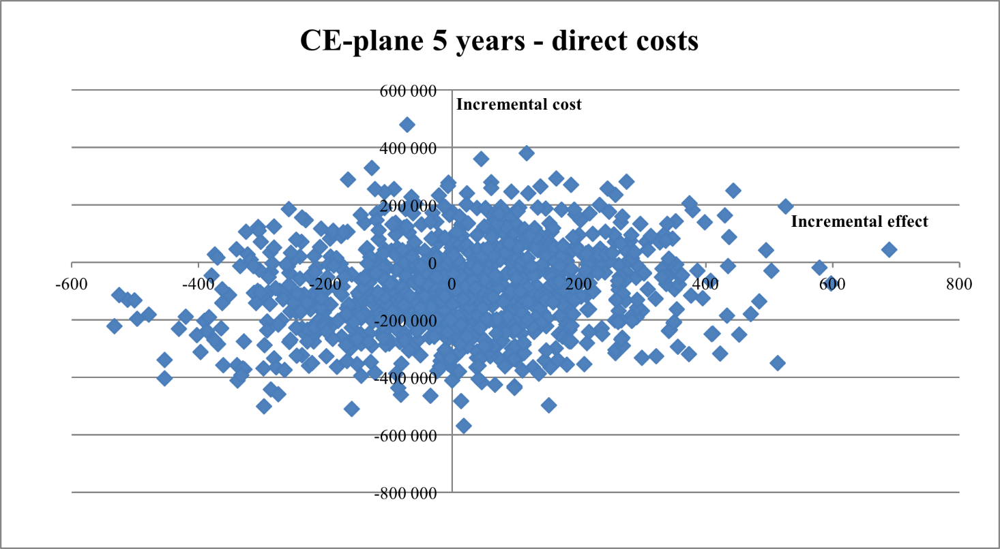 CE-plane 5 years - direct costs
600 000
Incremental cost
400 000
200 000
Incremental effect
0
-600 -400 -200 0 200 400 600 800
-200 000
-400 000
-600 000
-800 000